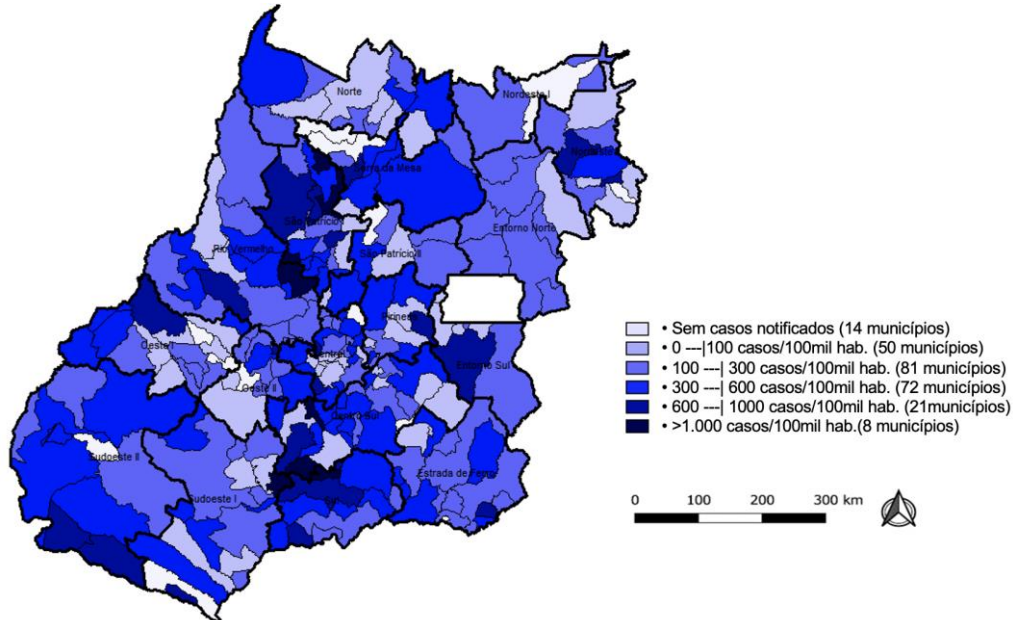 Norte
Nordeste I
Serra da Mesa
São Patrício I
Entorno Norte
Rio Vermelho
São Patrício II
Pirineus
Oeste I
Oeste II
Entorno Sul
Centro Sul
Sudoeste II
Estrada de Ferro
Sudoeste I
Sul
• Sem casos notificados (14 municípios)
• 0 ---|100 casos/100mil hab. (50 municípios)
• 100 ---| 300 casos/100mil hab. (81 municípios)
• 300 ---| 600 casos/100mil hab. (72 municípios)
• 600 ---| 1000 casos/100mil hab. (21municípios)
• >1.000 casos/100mil hab.(8 municípios)
0 100 200 300 km